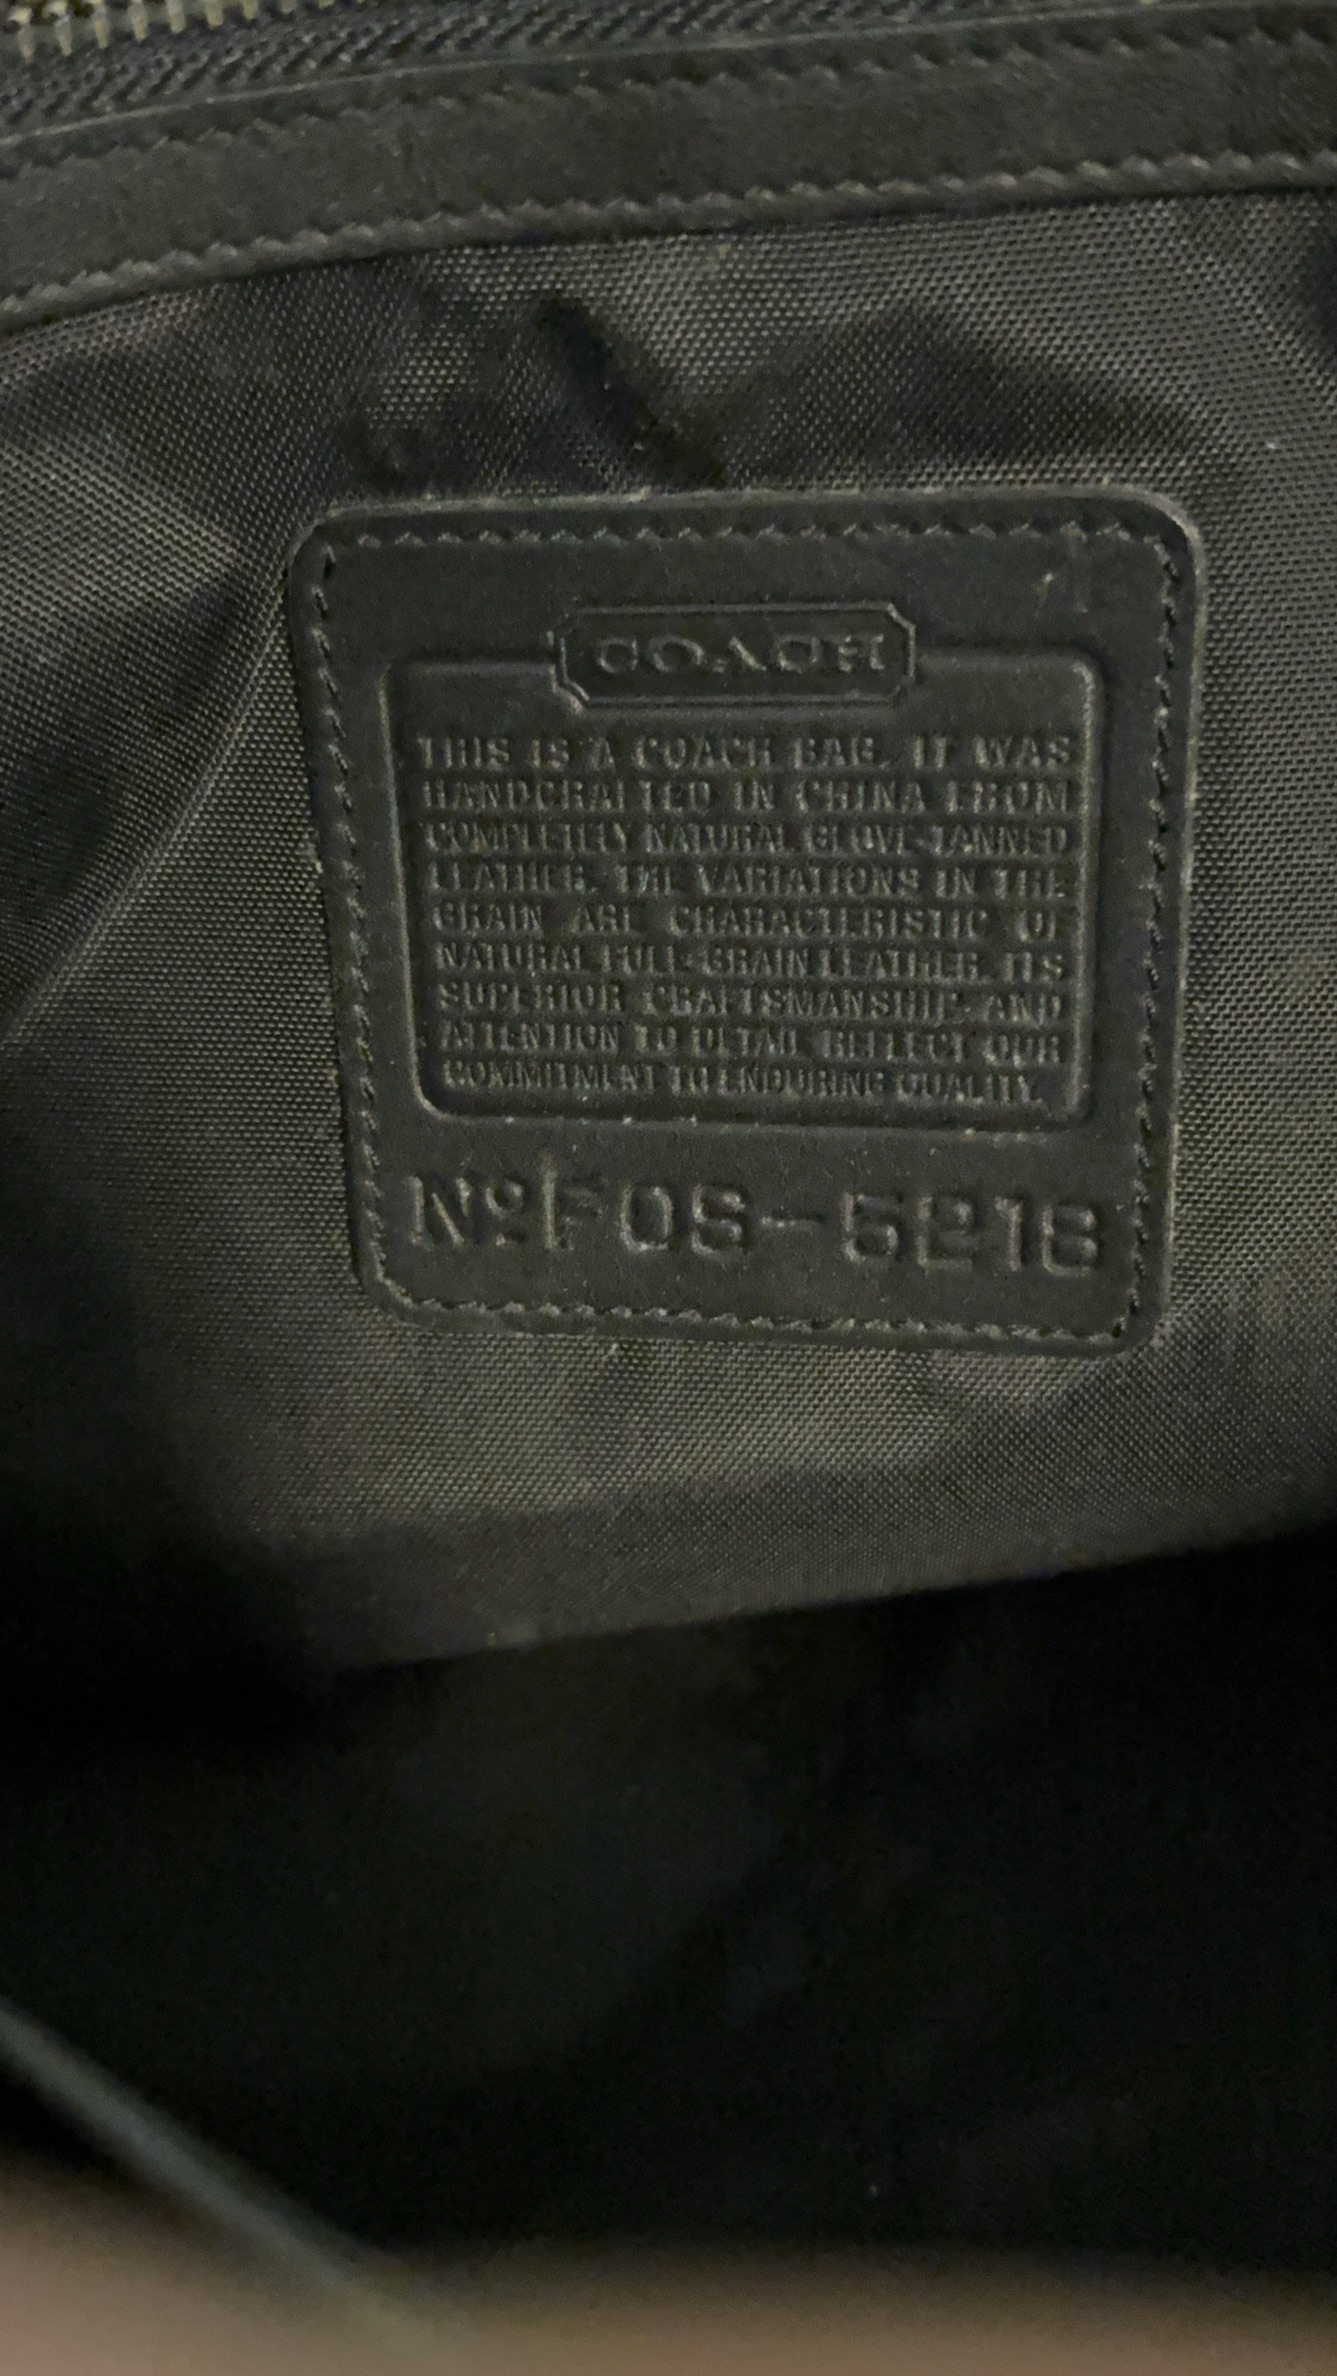 COACH
THIS IS A COACH BAG. IT WAS
HANDCRAFTED IN CHINA FROM
COMPLETELY NATURAL GLOVE-TANNED
LEATHER. THE VARIATIONS IN THE
GRAIN ARE CHARACTERISTIC OF
NATURAL FULL-GRAIN LEATHER. ITS
SUPERIOR CRAFTSMANSHIP AND
ATTENTION TO DETAIL REFLECT OUR
COMMITMENT TO ENDURING QUALITY.
Nº F0S-5218